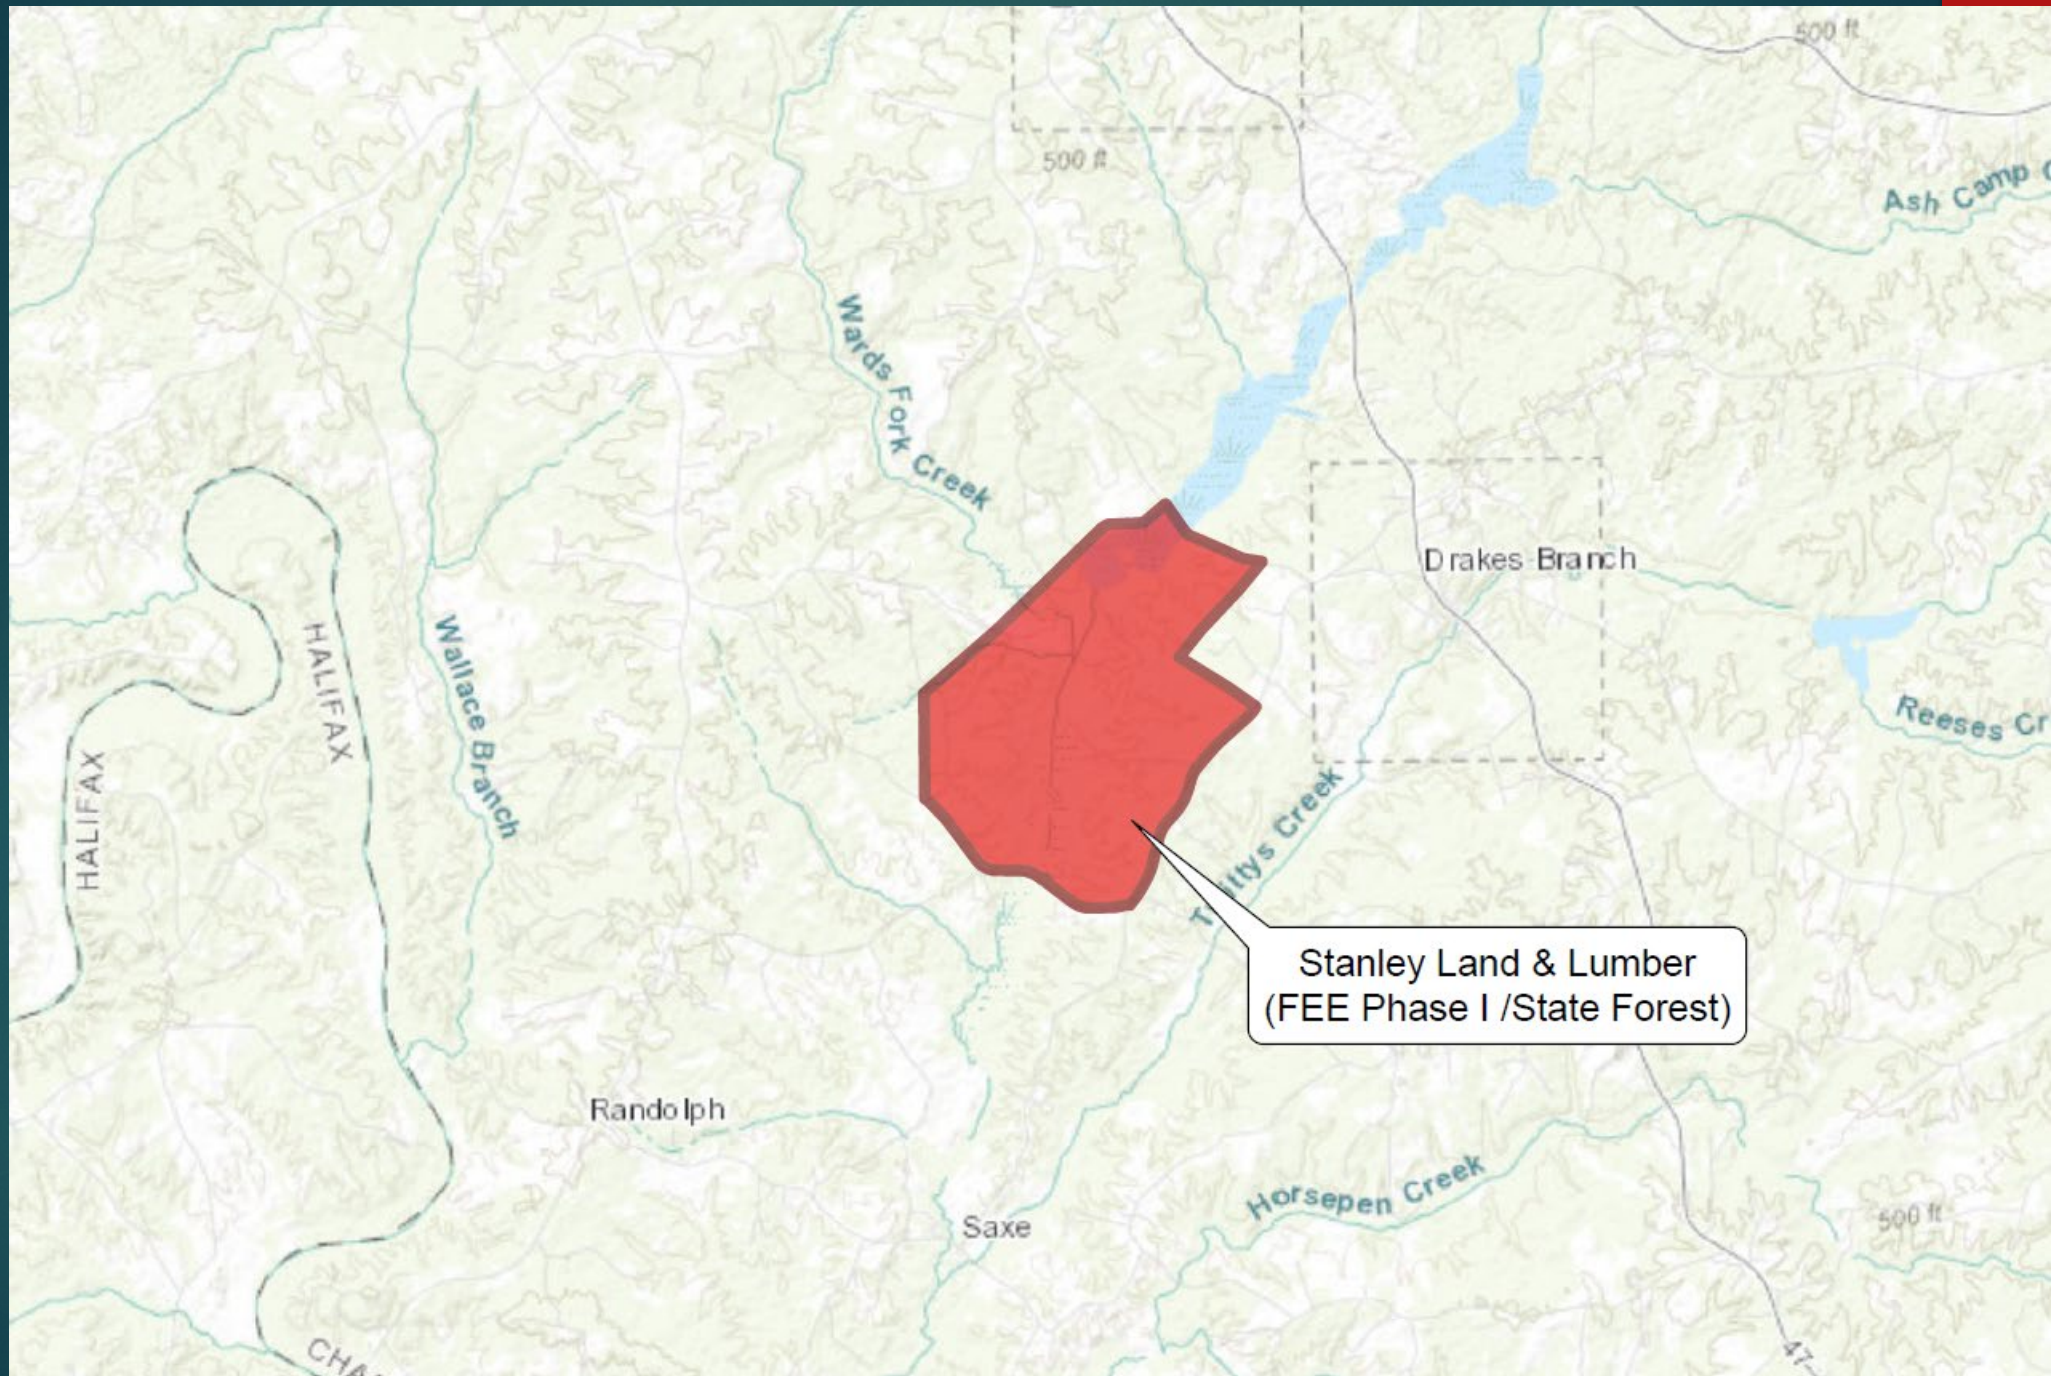 500 ft
500 ft
Ash Camp
Wards Fork Creek
Drakes Branch
HALIFAX
Wallace Branch
HALIFAX
Reeses Cr
Creek
Stanley Land & Lumber
(FEE Phase I /State Forest)
Randolph
Horsepen Creek
Saxe
500 ft
47